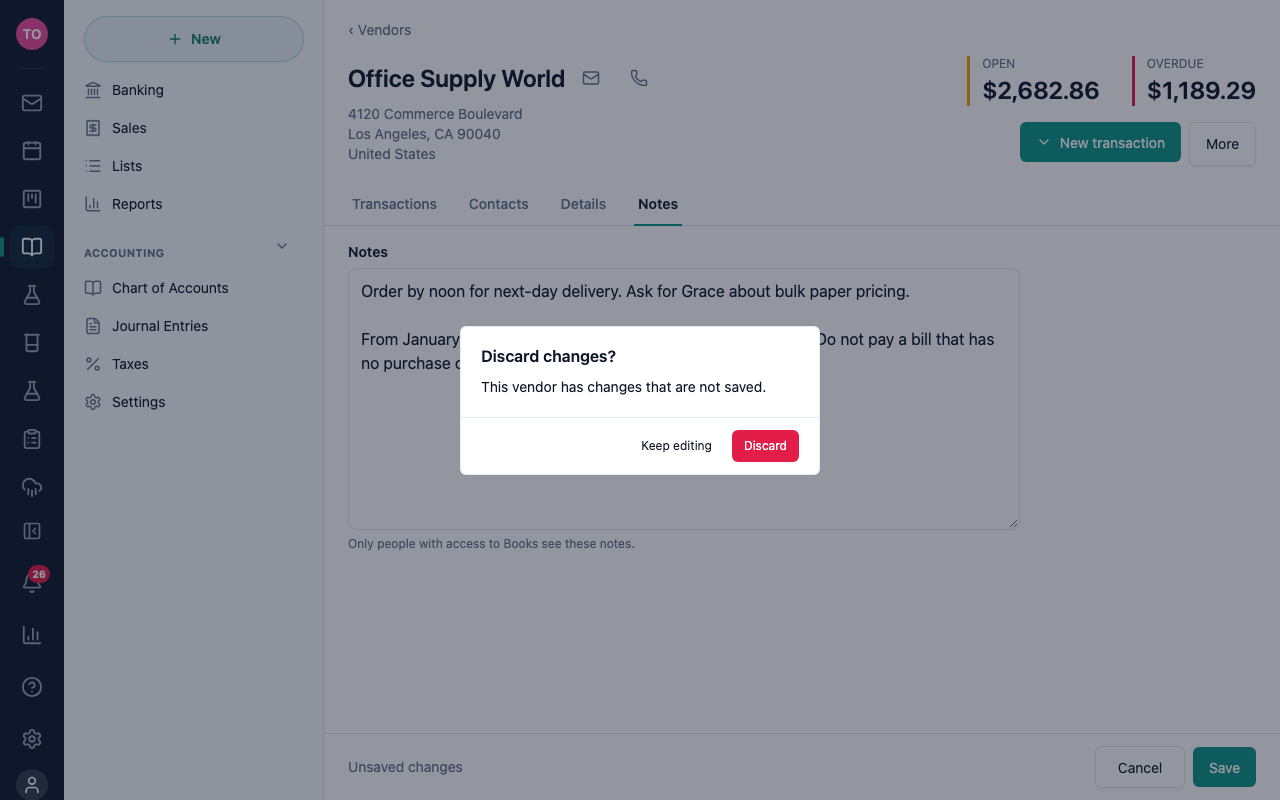 TO
New
Banking
Sales
Lists
Reports
ACCOUNTING
Chart of Accounts
Journal Entries
Taxes
Settings
26
‹ Vendors
Office Supply World
4120 Commerce Boulevard
Los Angeles, CA 90040
United States
OPEN
$2,682.86
OVERDUE
$1,189.29
New transaction
More
Transactions
Contacts
Details
Notes
Notes
Order by noon for next-day delivery. Ask for Grace about bulk paper pricing.
From January
Do not pay a bill that has
no purchase
Discard changes?
This vendor has changes that are not saved.
Keep editing
Discard
Only people with access to Books see these notes.
Unsaved changes
Cancel
Save